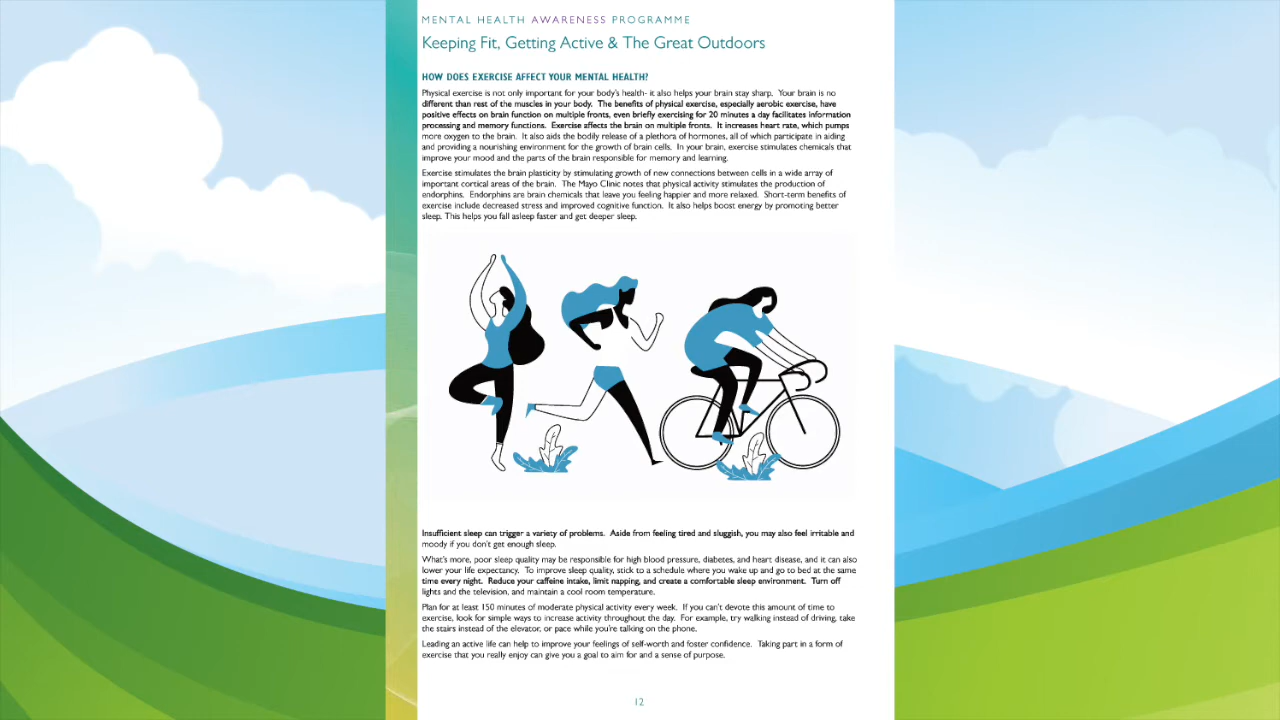 MENTAL HEALTH AWARENESS PROGRAMME
Keeping Fit, Getting Active & The Great Outdoors
HOW DOES EXERCISE AFFECT YOUR MENTAL HEALTH?
Physical exercise is not only important for your body's health- it also helps your brain stay sharp. Your brain is no
different than rest of the muscles in your body. The benefits of physical exercise, especially aerobic exercise, have
positive effects on brain function on multiple fronts, even briefly exercising for 20 minutes a day facilitates information
processing and memory functions. Exercise affects the brain on multiple fronts. It increases heart rate, which pumps
more oxygen to the brain. It also aids the bodily release of a plethora of hormones, all of which participate in aiding
and providing a nourishing environment for the growth of brain cells. In your brain, exercise stimulates chemicals that
improve your mood and the parts of the brain responsible for memory and learning.
Exercise stimulates the brain plasticity by stimulating growth of new connections between cells in a wide array of
important cortical areas of the brain. The Mayo Clinic notes that physical activity stimulates the production of
endorphins. Endorphins are brain chemicals that leave you feeling happier and more relaxed. Short-term benefits of
exercise include decreased stress and improved cognitive function. It also helps boost energy by promoting better
sleep. This helps you fall asleep faster and get deeper sleep.
Insufficient sleep can trigger a variety of problems. Aside from feeling tired and sluggish, you may also feel irritable and
moody if you don't get enough sleep.
What's more, poor sleep quality may be responsible for high blood pressure, diabetes, and heart disease, and it can also
lower your life expectancy. To improve sleep quality, stick to a schedule where you wake up and go to bed at the same
time every night. Reduce your caffeine intake, limit napping, and create a comfortable sleep environment. Turn off
lights and the television, and maintain a cool room temperature.
Plan for at least 150 minutes of moderate physical activity every week. If you can't devote this amount of time to
exercise, look for simple ways to increase activity throughout the day. For example, try walking instead of driving, take
the stairs instead of the elevator, or pace while you're talking on the phone.
Leading an active life can help to improve your feelings of self-worth and foster confidence. Taking part in a form of
exercise that you really enjoy can give you a goal to aim for and a sense of purpose.
12